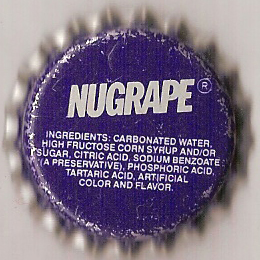 NUGRAPE ®
INGREDIENTS: CARBONATED WATER,
HIGH FRUCTOSE CORN SYRUP AND/OR
SUGAR, CITRIC ACID, SODIUM BENZOATE
(A PRESERVATIVE), PHOSPHORIC ACID,
TARTARIC ACID, ARTIFICIAL
COLOR AND FLAVOR.